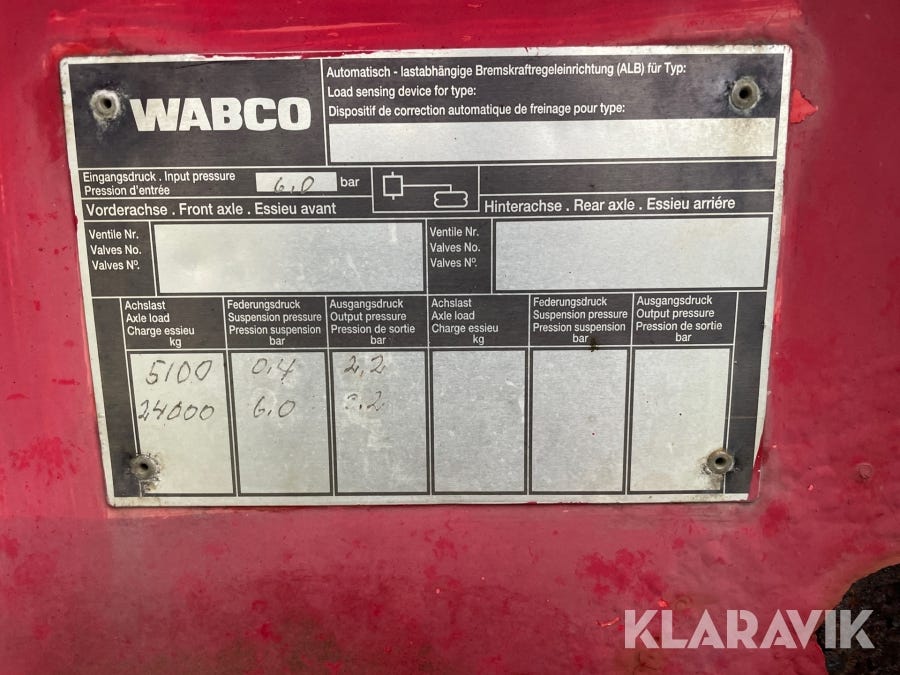 WABCO
Automatisch - lastabhängige Bremskraftregeleinrichtung (ALB) für Typ:
Load sensing device for type:
Dispositif de correction automatique de freinage pour type:
Eingangsdruck . Input pressure
Pression d'entrée
6.0 bar
Vorderachse . Front axle . Essieu avant
Hinterachse . Rear axle . Essieu arriére
Ventile Nr.
Valves No.
Valves Nº.
Ventile Nr.
Valves No.
Valves Nº.
Achslast
Axle load
Charge essieu
kg
Federungsdruck
Suspension pressure
Pression suspension
bar
Ausgangsdruck
Output pressure
Pression de sortie
bar
Achslast
Axle load
Charge essieu
kg
Federungsdruck
Suspension pressure
Pression suspension
bar
Ausgangsdruck
Output pressure
Pression de sortie
bar
5100 0.4 2,2
24000 6.0
KLARAVIK